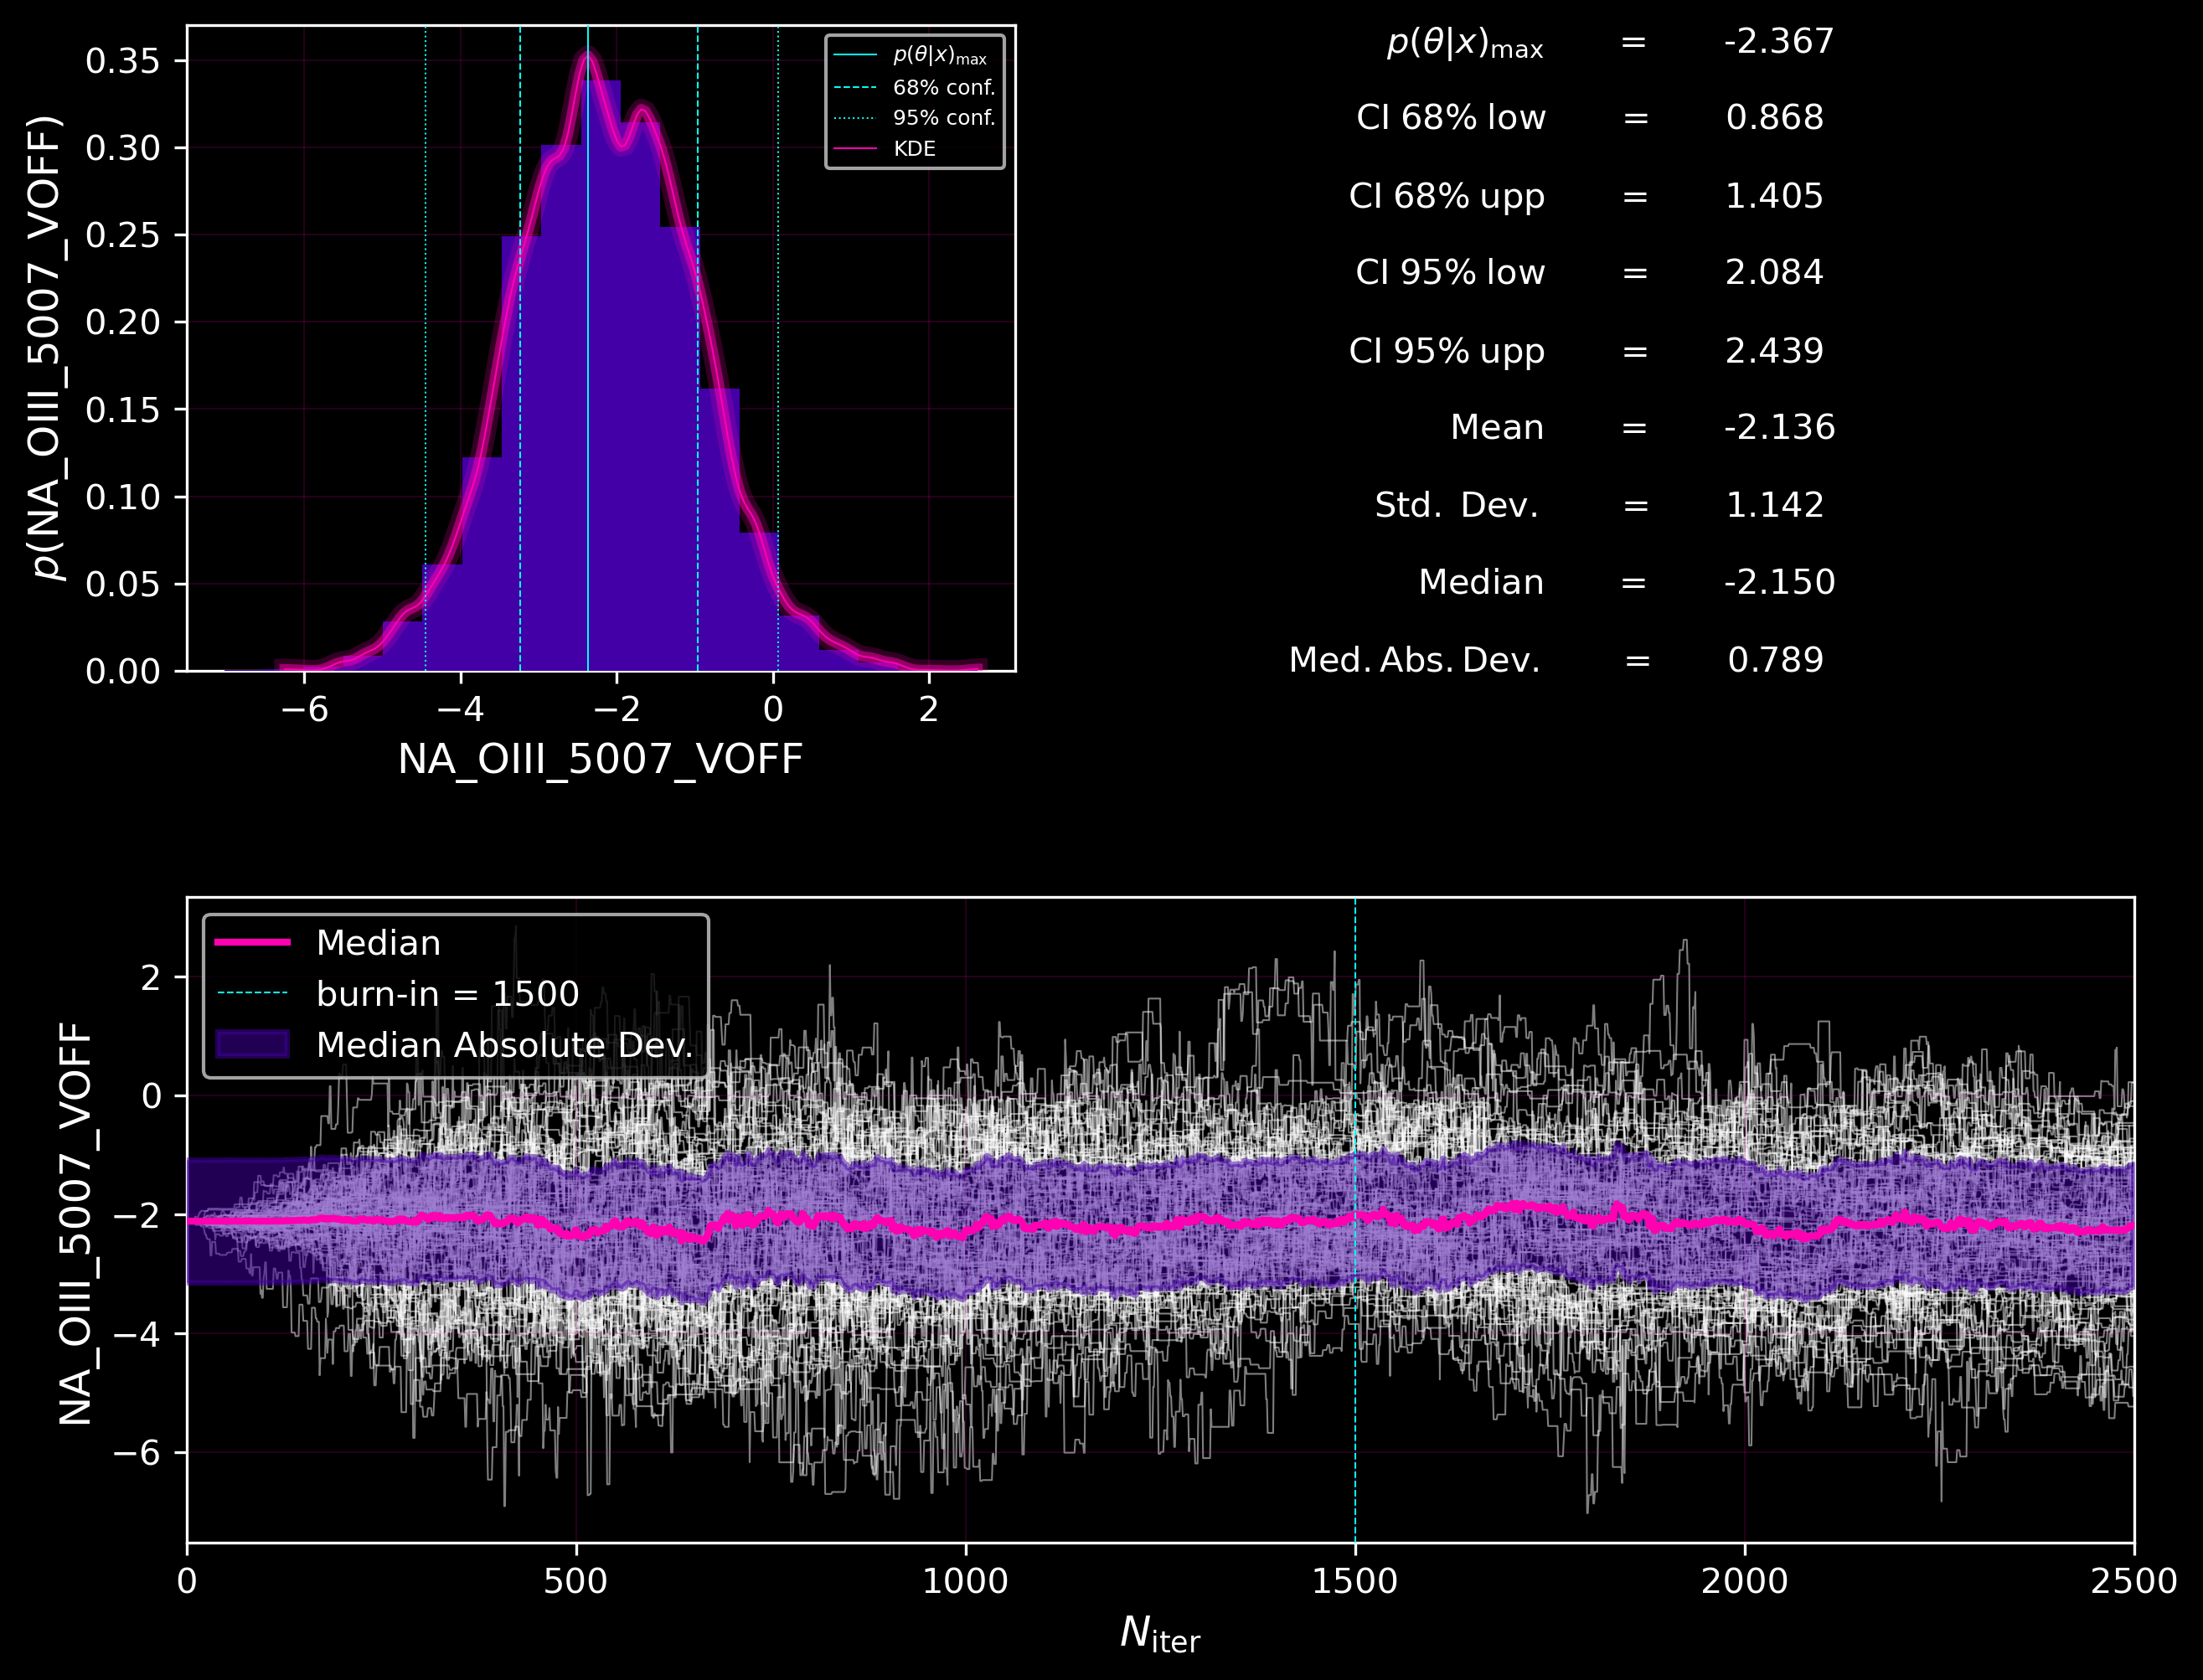 p(NA_OIII_5007_VOFF)
0.35
0.30
0.25
0.20
0.15
0.10
0.05
0.00
−6 −4 −2 0 2
NA_OIII_5007_VOFF
p(θ|x)max
68% conf.
95% conf.
KDE
p(θ|x)max = -2.367
CI 68% low = 0.868
CI 68% upp = 1.405
CI 95% low = 2.084
CI 95% upp = 2.439
Mean = -2.136
Std. Dev. = 1.142
Median = -2.150
Med. Abs. Dev. = 0.789
NA_OIII_5007_VOFF
2
0
−2
−4
−6
Median
burn-in = 1500
Median Absolute Dev.
0 500 1000 1500 2000 2500
Niter